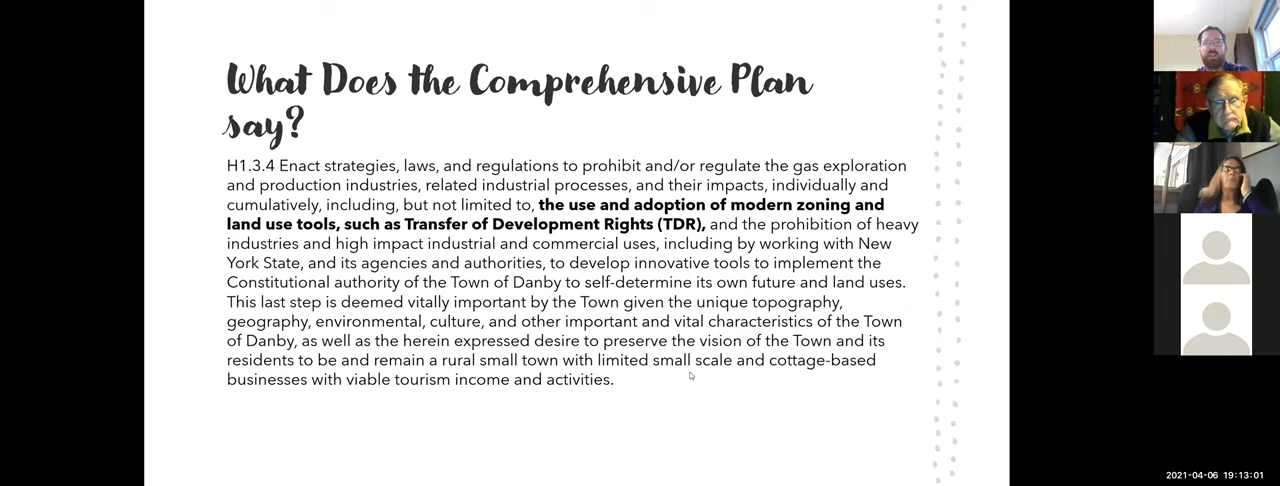 What Does the Comprehensive Plan
say?
H1.3.4 Enact strategies, laws, and regulations to prohibit and/or regulate the gas exploration
and production industries, related industrial processes, and their impacts, individually and
cumulatively, including, but not limited to, the use and adoption of modern zoning and
land use tools, such as Transfer of Development Rights (TDR), and the prohibition of heavy
industries and high impact industrial and commercial uses, including by working with New
York State, and its agencies and authorities, to develop innovative tools to implement the
Constitutional authority of the Town of Danby to self-determine its own future and land uses.
This last step is deemed vitally important by the Town given the unique topography,
geography, environmental, culture, and other important and vital characteristics of the Town
of Danby, as well as the herein expressed desire to preserve the vision of the Town and its
residents to be and remain a rural small town with limited small scale and cottage-based
businesses with viable tourism income and activities.
2021-04-06 19:13:01